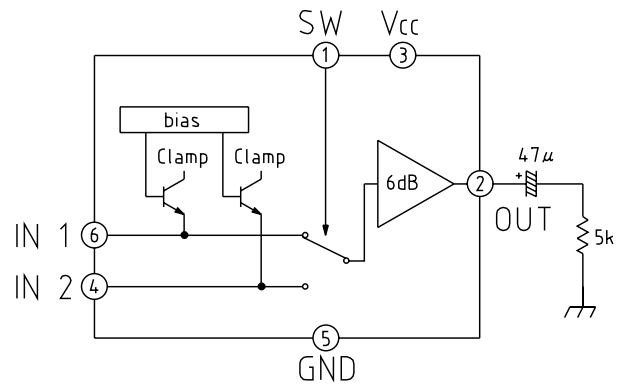 SW Vcc
1 3
bias
Clamp Clamp
47μ
6dB
+
2
OUT
IN 1 6
5k
IN 2 4
5
GND